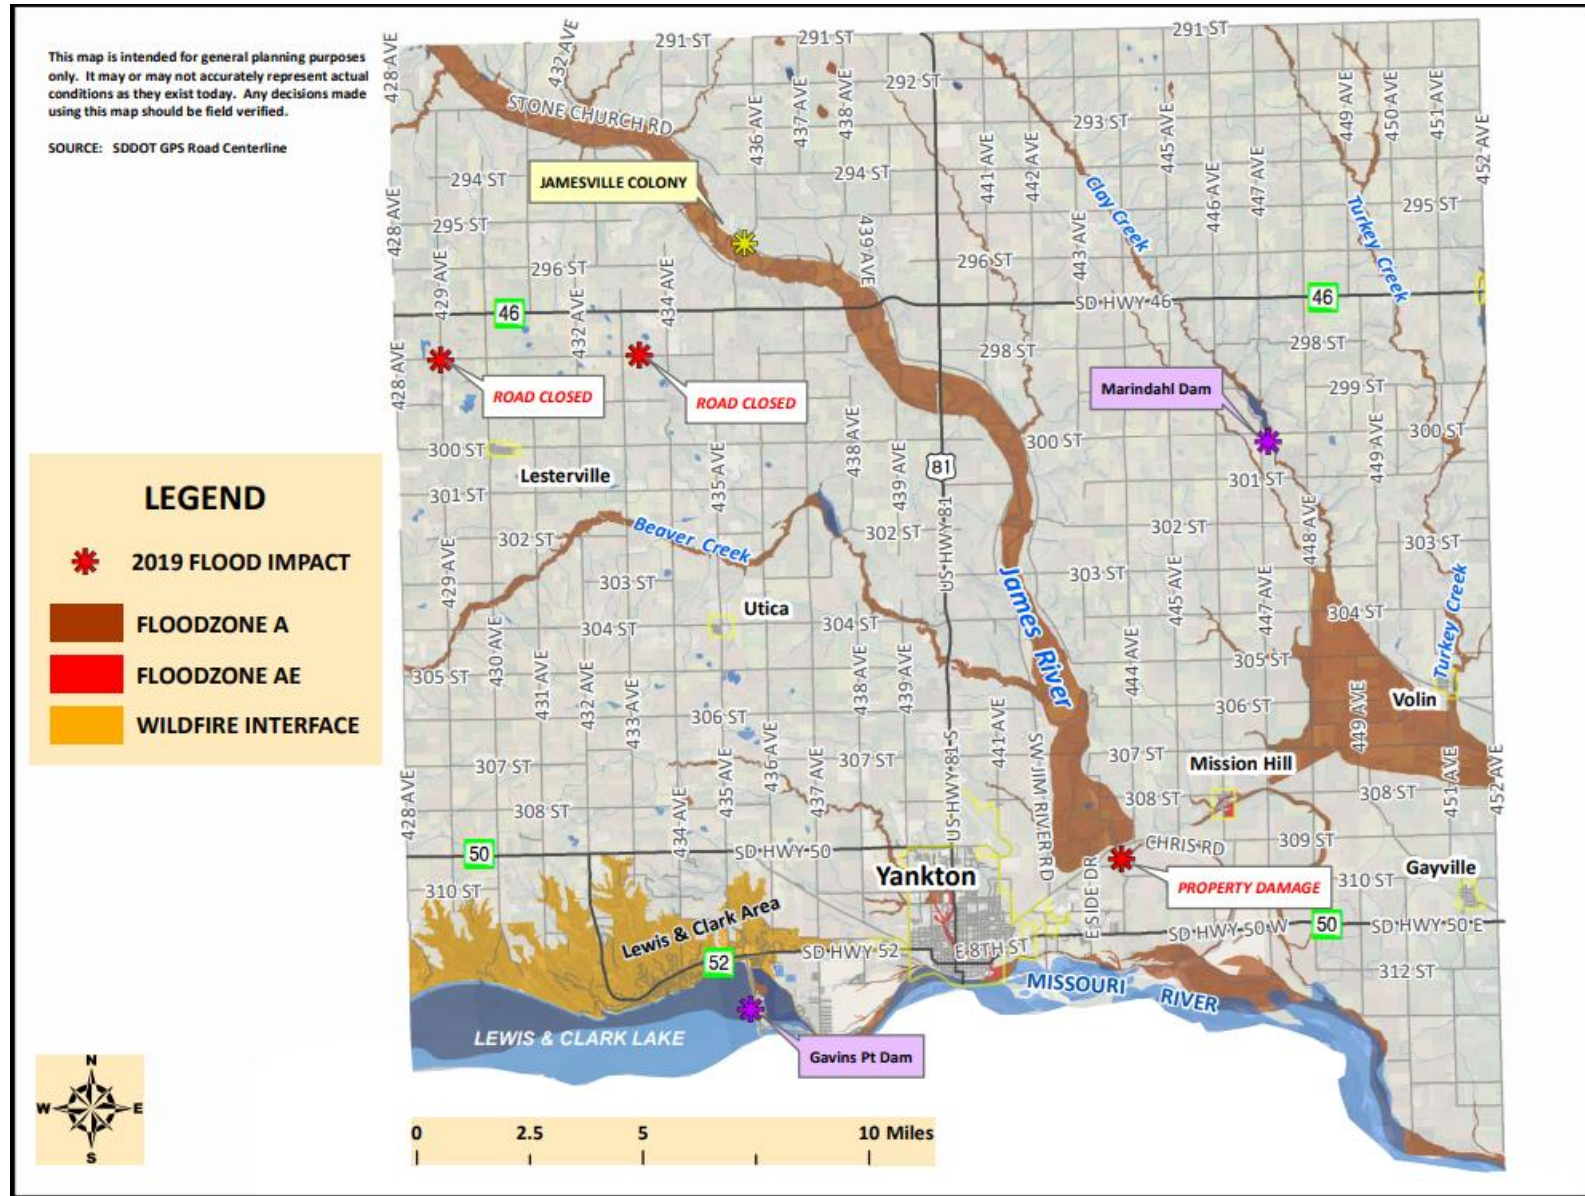 This map is intended for general planning purposes
only. It may or may not accurately represent actual
conditions as they exist today. Any decisions made
using this map should be field verified.
SOURCE: SDDOT GPS Road Centerline
428 AVE
432 AVE
291 ST
291 ST
291 ST
292 ST
STONE CHURCH RD
436 AVE
437 AVE
438 AVE
293 ST
445 AVE
449 AVE
450 AVE
451 AVE
452 AVE
JAMESVILLE COLONY
294 ST
294 ST
441 AVE
442 AVE
446 AVE
447 AVE
Clay Creek
Turkey Creek
428 AVE
295 ST
295 ST
439 AVE
443 AVE
429 AVE
296 ST
434 AVE
296 ST
46
SD HWY 46
46
432 AVE
298 ST
298 ST
428 AVE
ROAD CLOSED
ROAD CLOSED
Marindahl Dam
299 ST
300 ST
438 AVE
300 ST
449 AVE
300 ST
Lesterville
435 AVE
439 AVE
81
301 ST
301 ST
LEGEND
2019 FLOOD IMPACT
FLOODZONE A
FLOODZONE AE
WILDFIRE INTERFACE
302 ST
Beaver Creek
302 ST
US HWY 81
302 ST
448 AVE
303 ST
429 AVE
303 ST
James River
303 ST
445 AVE
447 AVE
Utica
304 ST
304 ST
304 ST
Turkey Creek
430 AVE
305 ST
431 AVE
432 AVE
433 AVE
438 AVE
439 AVE
444 AVE
305 ST
306 ST
306 ST
449 AVE
Volin
441 AVE
307 ST
435 AVE
436 AVE
437 AVE
307 ST
US HWY 81 S
SW JIM RIVER RD
307 ST
Mission Hill
451 AVE
452 AVE
428 AVE
308 ST
434 AVE
308 ST
308 ST
50
SD HWY 50
CHRIS RD
309 ST
310 ST
Yankton
E SIDE DR
PROPERTY DAMAGE
310 ST
Gayville
Lewis & Clark Area
52
SD HWY 52
E 8TH ST
SD HWY 50 W
50
SD HWY 50 E
312 ST
MISSOURI RIVER
LEWIS & CLARK LAKE
Gavins Pt Dam
N
W
E
S
0 2.5 5 10 Miles